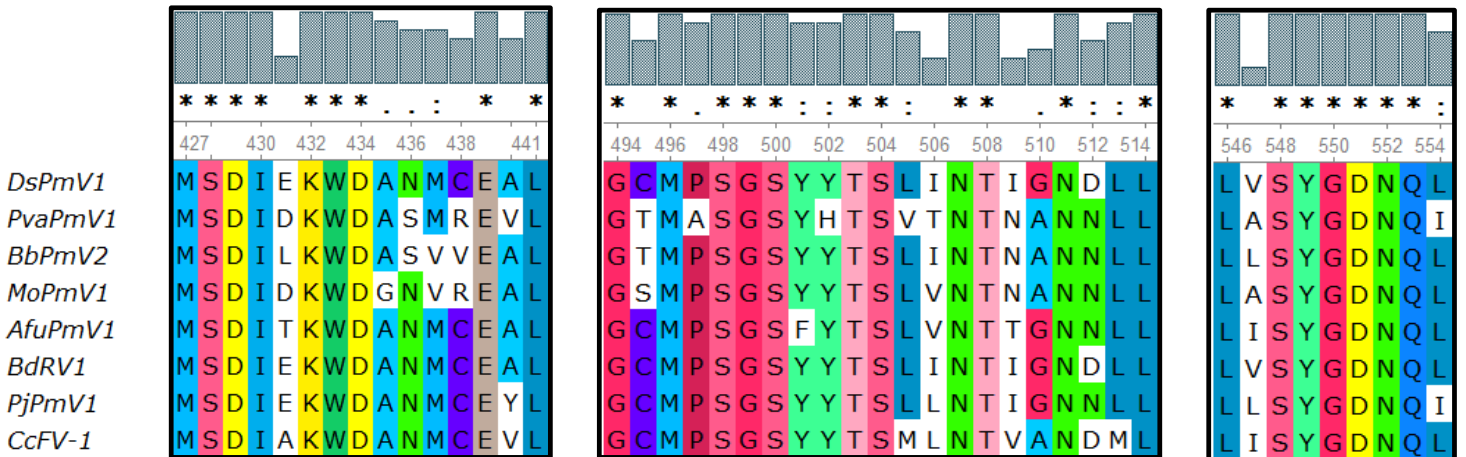 * * * * * * * . . : * * * * . * * * : : * * : * * . * : : * * * * * * * * :
427 430 432 434 436 438 441 494 496 498 500 502 504 506 508 510 512 514 546 548 550 552 554
DsPmV1 MSDIEKWDANMCEAL GCMPSGSYYTSLINTIGNDLL LVSYGDNQL
PvaPmV1 MSDIDKWDASMREVL GTMASGSYHTSVTNTNANNLL LASYGDNQI
BbPmV2 MSDILKWDASVVEAL GTMPSGSYYTSLINTNANNLL LLSYGDNQL
MoPmV1 MSDIDKWDGNVREAL GSMPSGSYYTSLVNTNANNLL LASYGDNQL
AfuPmV1 MSDITKWDANMCEAL GCMPSGSFYTSLVNTTGNNLL LISYGDNQL
BdRV1 MSDIEKWDANMCEAL GCMPSGSYYTSLINTIGNDLL LVSYGDNQL
PjPmV1 MSDIEKWDANMCEYL GCMPSGSYYTSLLNTIGNNLL LLSYGDNQI
CcFV-1 MSDIAKWDANMCEVL GCMPSGSYYTSMLNTVANDML LISYGDNQL